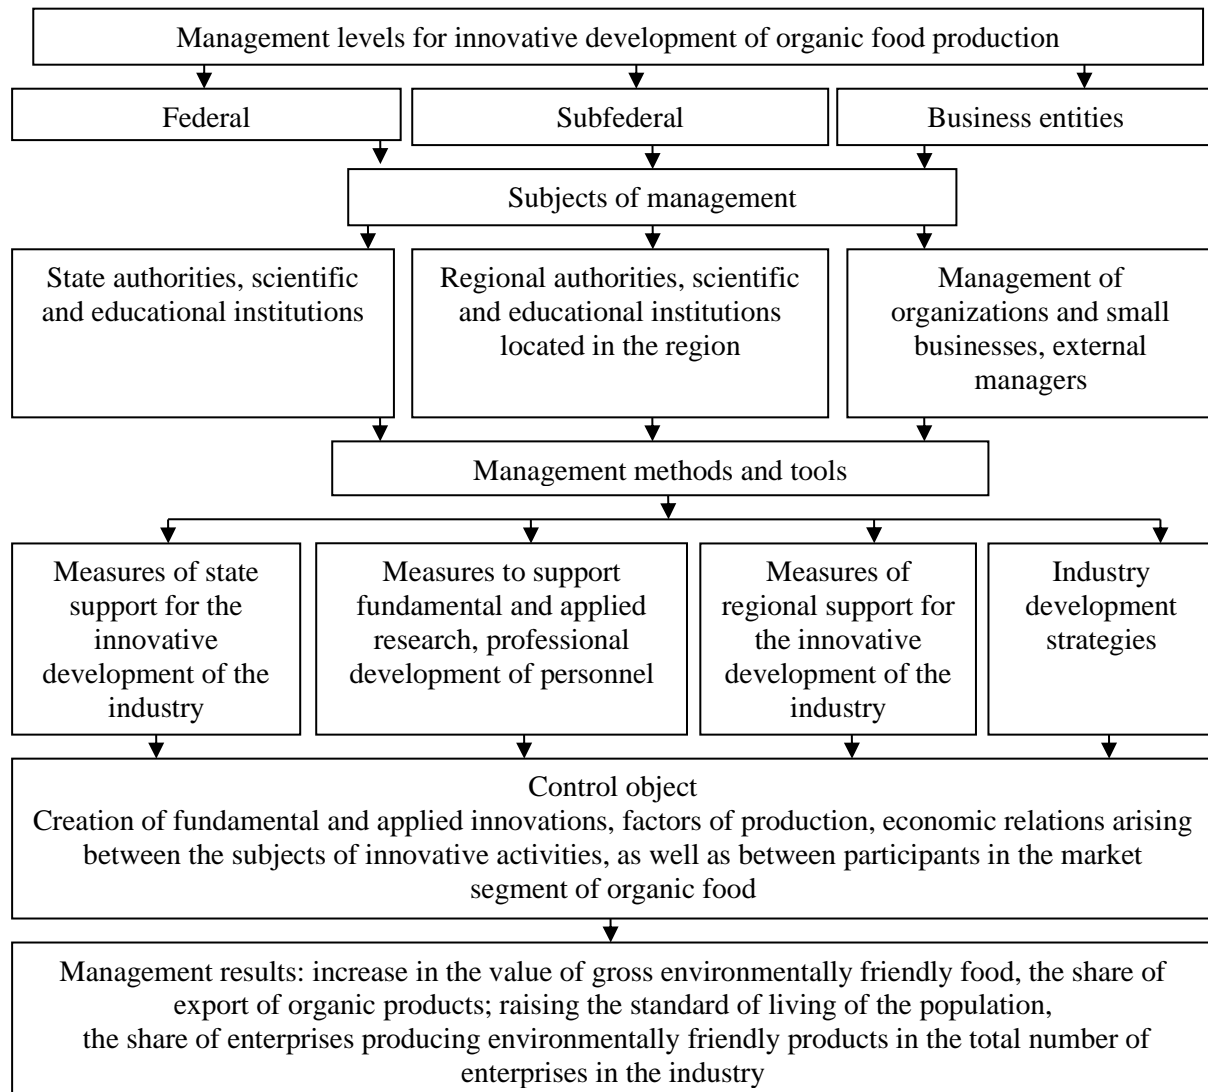 Management levels for innovative development of organic food production
Federal
Subfederal
Business entities
Subjects of management
State authorities, scientific
and educational institutions
Regional authorities, scientific
and educational institutions
located in the region
Management of
organizations and small
businesses, external
managers
Management methods and tools
Measures of state
support for the
innovative
development of the
industry
Measures to support
fundamental and applied
research, professional
development of personnel
Measures of
regional support for
the innovative
development of the
industry
Industry
development
strategies
Control object
Creation of fundamental and applied innovations, factors of production, economic relations arising
between the subjects of innovative activities, as well as between participants in the market
segment of organic food
Management results: increase in the value of gross environmentally friendly food, the share of
export of organic products; raising the standard of living of the population,
the share of enterprises producing environmentally friendly products in the total number of
enterprises in the industry